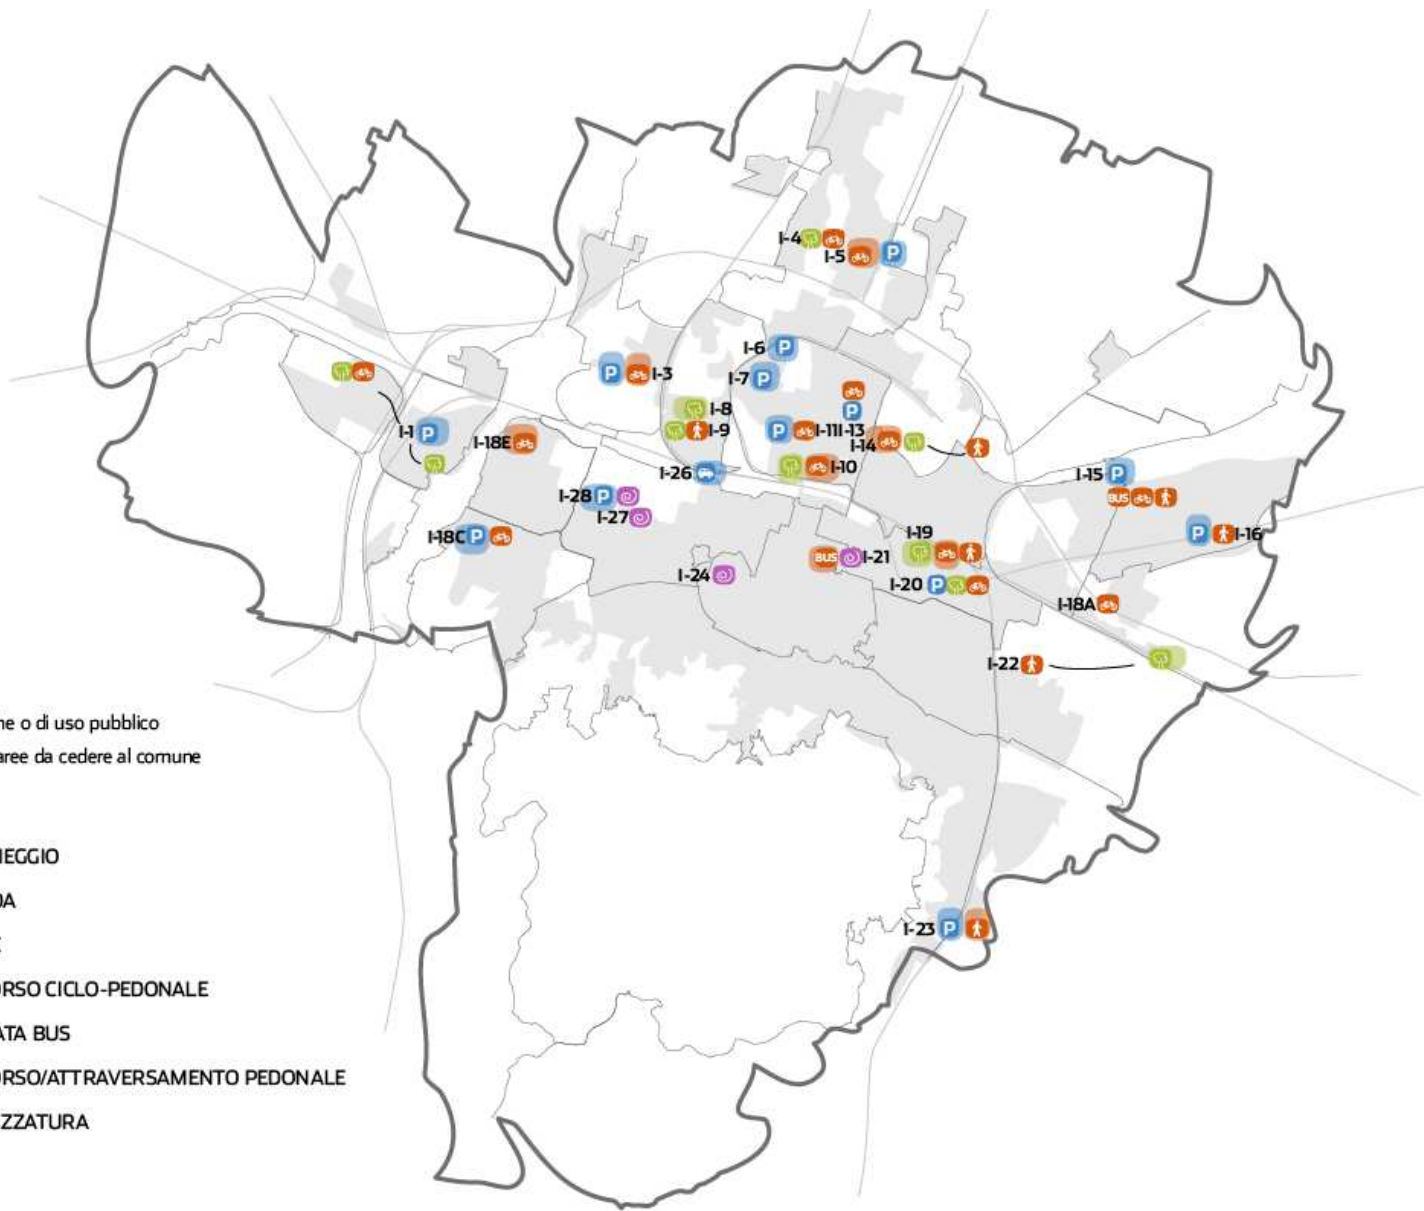 I-4
I-5
P
I-6 P
I-7 P
P I-3
I-8
I-9
P
P I-11 I-13
I-14
I-10
I-1 P
I-18E
I-26
I-15 P
BUS
I-28 P
I-27
P I-16
I-18C P
I-19
BUS I-21
I-24
I-20 P
I-18A
I-22
ne o di uso pubblico
aree da cedere al comune
EGGIO
DA
RSO CICLO-PEDONALE
I-23 P
ATA BUS
RSO/ATTRAVERSAMENTO PEDONALE
ZZATURA